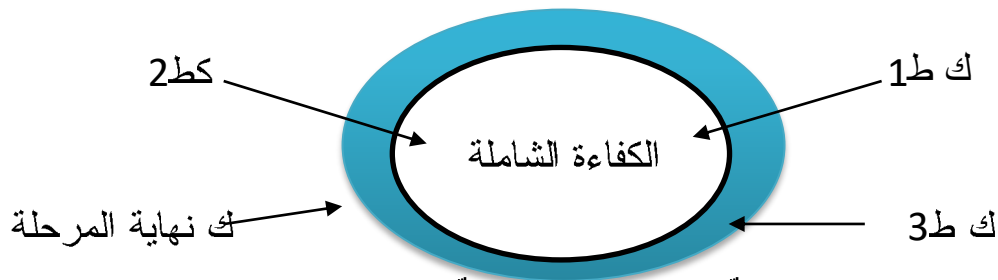 ك ط1
كط2
الكفاءة الشاملة
ك ط3
ك نهاية المرحلة